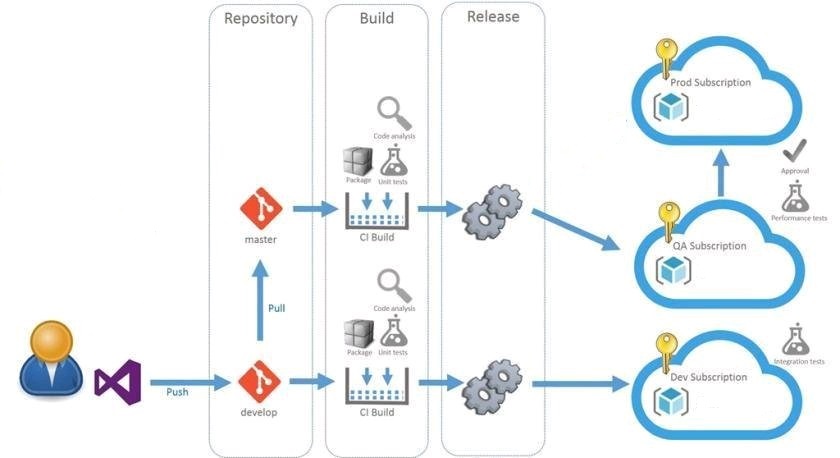 Repository
Build
Release
Prod Subscription
Code analysis
Package
Unit tests
Approval
Performance tests
master
CI Build
QA Subscription
Pull
Code analysis
Package
Unit tests
Integration tests
Dev Subscription
Push
develop
CI Build